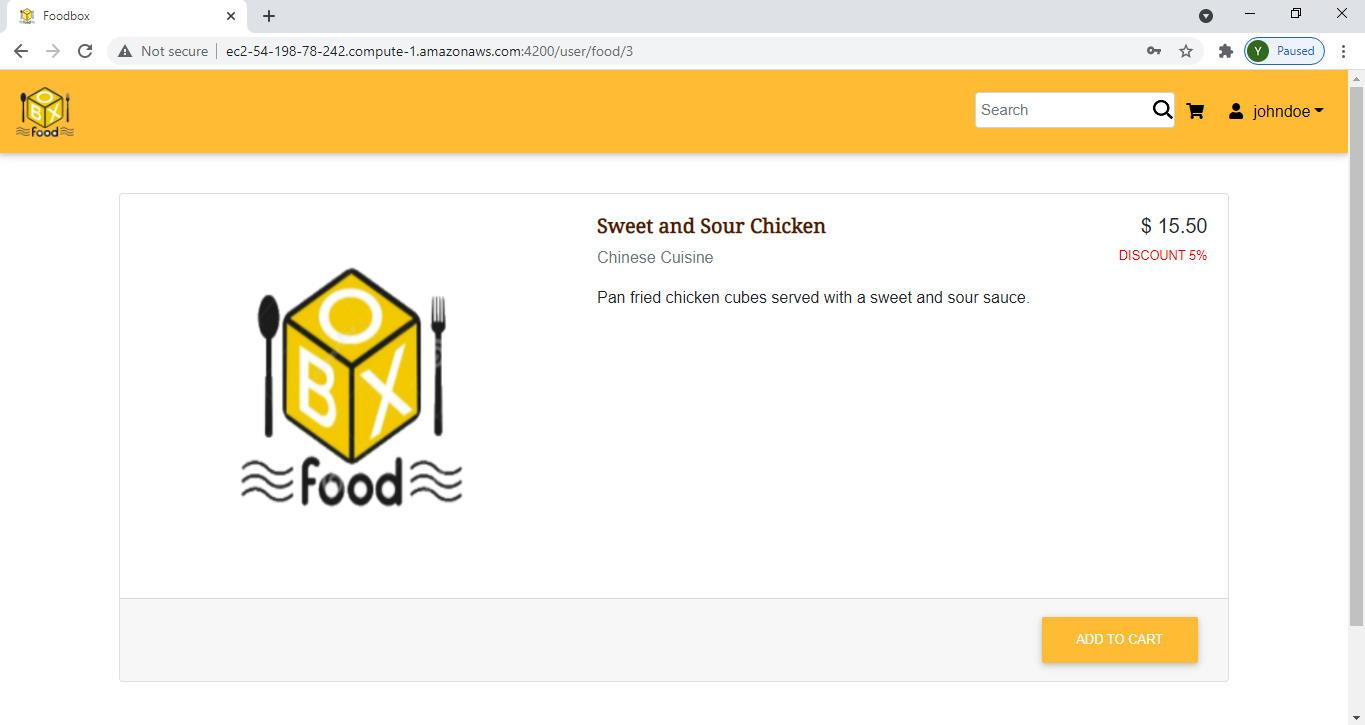 Foodbox
Not secure
ec2-54-198-78-242.compute-1.amazonaws.com:4200/user/food/3
Y Paused
O
B X
food
Search
johndoe
O
B X
food
Sweet and Sour Chicken
$ 15.50
Chinese Cuisine
DISCOUNT 5%
Pan fried chicken cubes served with a sweet and sour sauce.
ADD TO CART